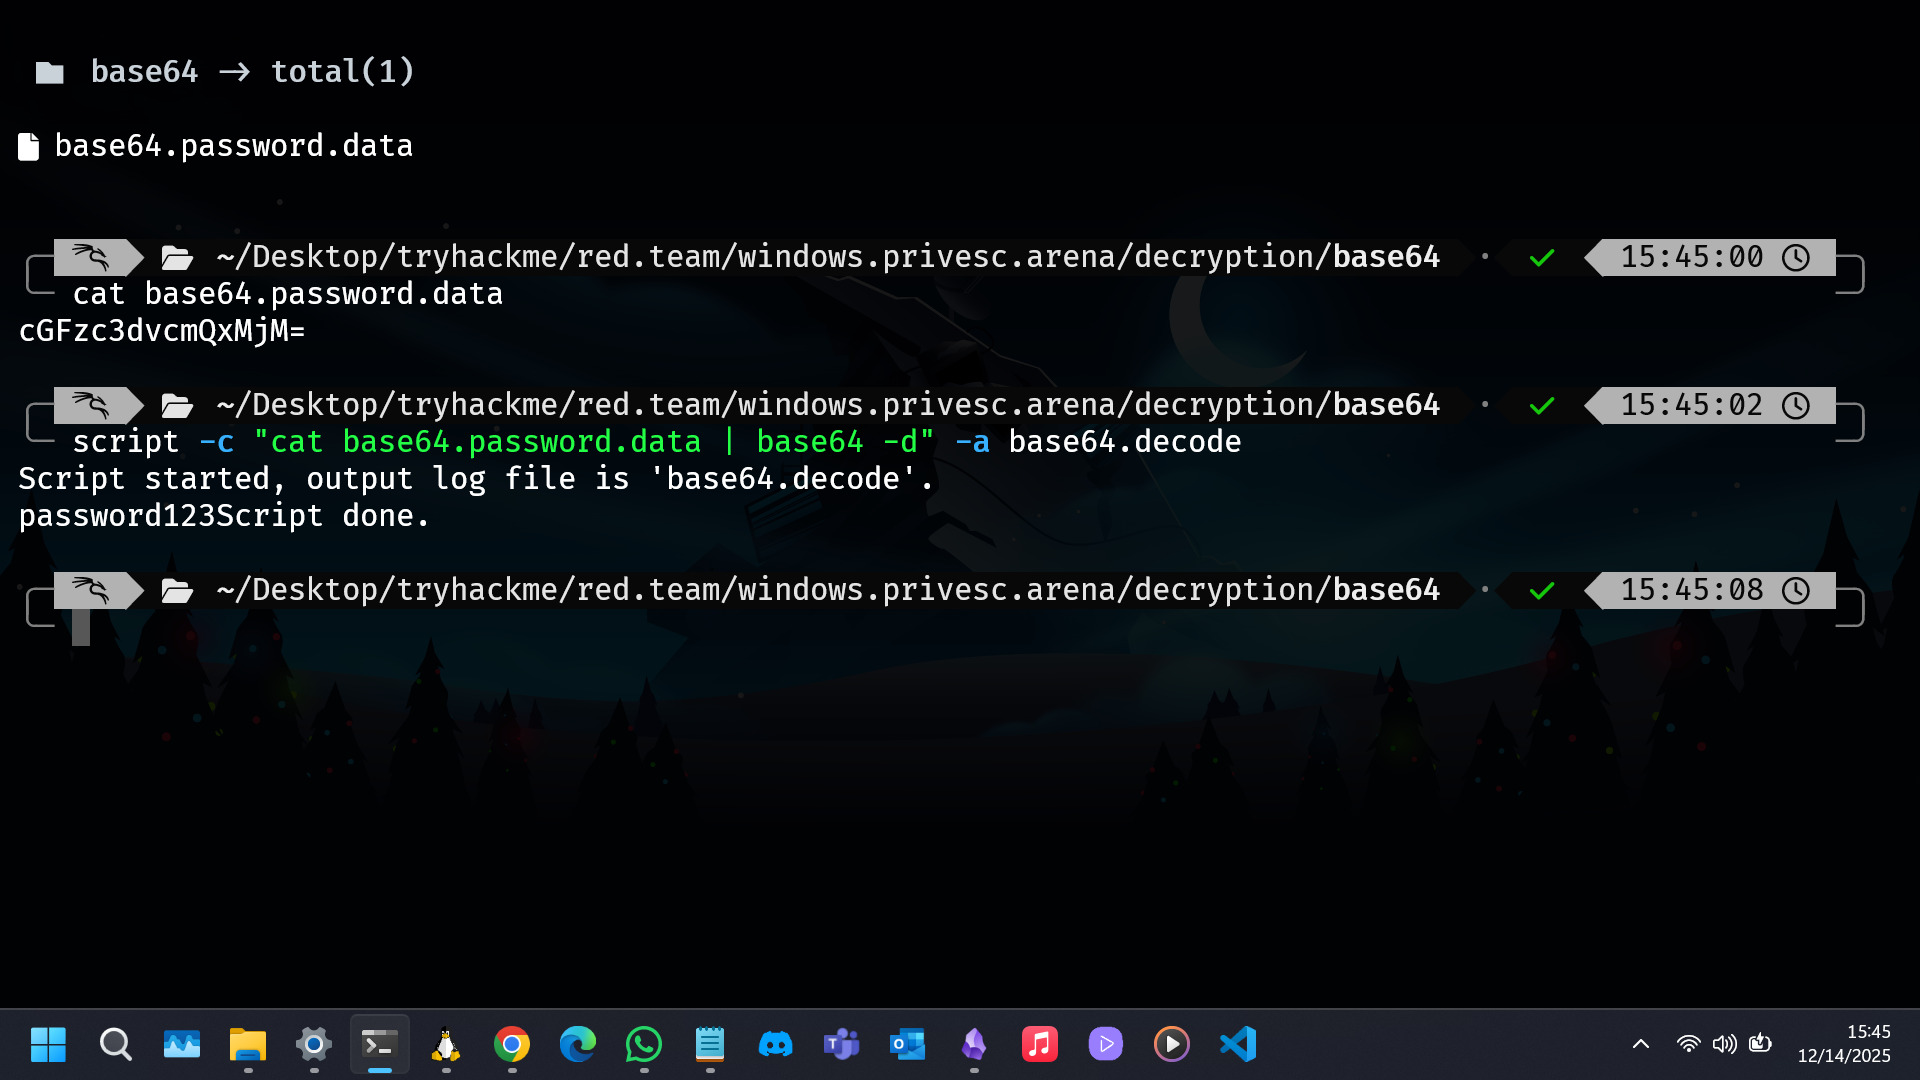 base64 → total(1)
base64.password.data
~/Desktop/tryhackme/red.team/windows.privesc.arena/decryption/base64 · ✓ 15:45:00
cat base64.password.data
cGFzc3dvcmQxMjM=
~/Desktop/tryhackme/red.team/windows.privesc.arena/decryption/base64 · ✓ 15:45:02
script -c "cat base64.password.data | base64 -d" -a base64.decode
Script started, output log file is 'base64.decode'.
password123Script done.
~/Desktop/tryhackme/red.team/windows.privesc.arena/decryption/base64 · ✓ 15:45:08
15:45
12/14/2025